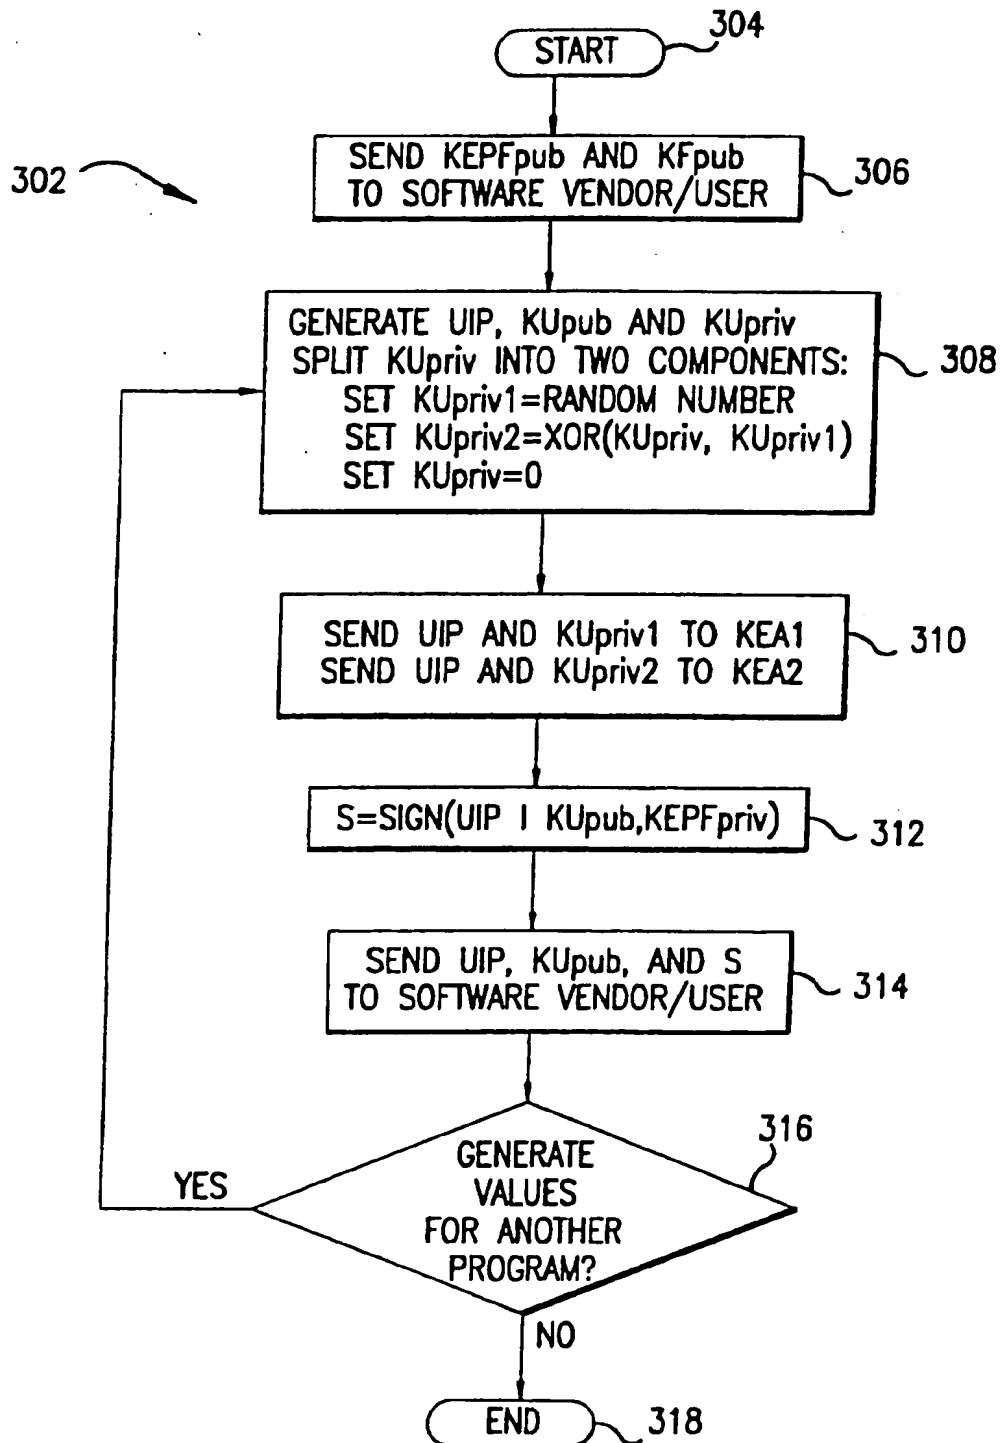 START
304
302
SEND KEPFpub AND KFpub
TO SOFTWARE VENDOR/USER
306
GENERATE UIP, KUpub AND KUpriv
SPLIT KUpriv INTO TWO COMPONENTS:
SET KUpriv1=RANDOM NUMBER
SET KUpriv2=XOR(KUpriv, KUpriv1)
SET KUpriv=0
308
SEND UIP AND KUpriv1 TO KEA1
SEND UIP AND KUpriv2 TO KEA2
310
S=SIGN(UIP | KUpub,KEPFpriv)
312
SEND UIP, KUpub, AND S
TO SOFTWARE VENDOR/USER
314
316
GENERATE
VALUES
FOR ANOTHER
PROGRAM?
YES
NO
END
318